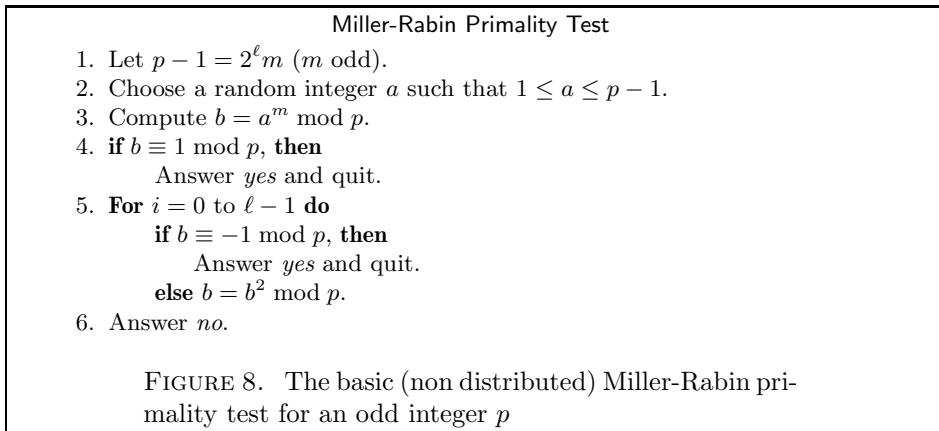 Miller-Rabin Primality Test
1. Let p − 1 = 2^ℓ m (m odd).
2. Choose a random integer a such that 1 ≤ a ≤ p − 1.
3. Compute b = a^m mod p.
4. if b ≡ 1 mod p, then
Answer yes and quit.
5. For i = 0 to ℓ − 1 do
if b ≡ −1 mod p, then
Answer yes and quit.
else b = b^2 mod p.
6. Answer no.
FIGURE 8. The basic (non distributed) Miller-Rabin pri-
mality test for an odd integer p